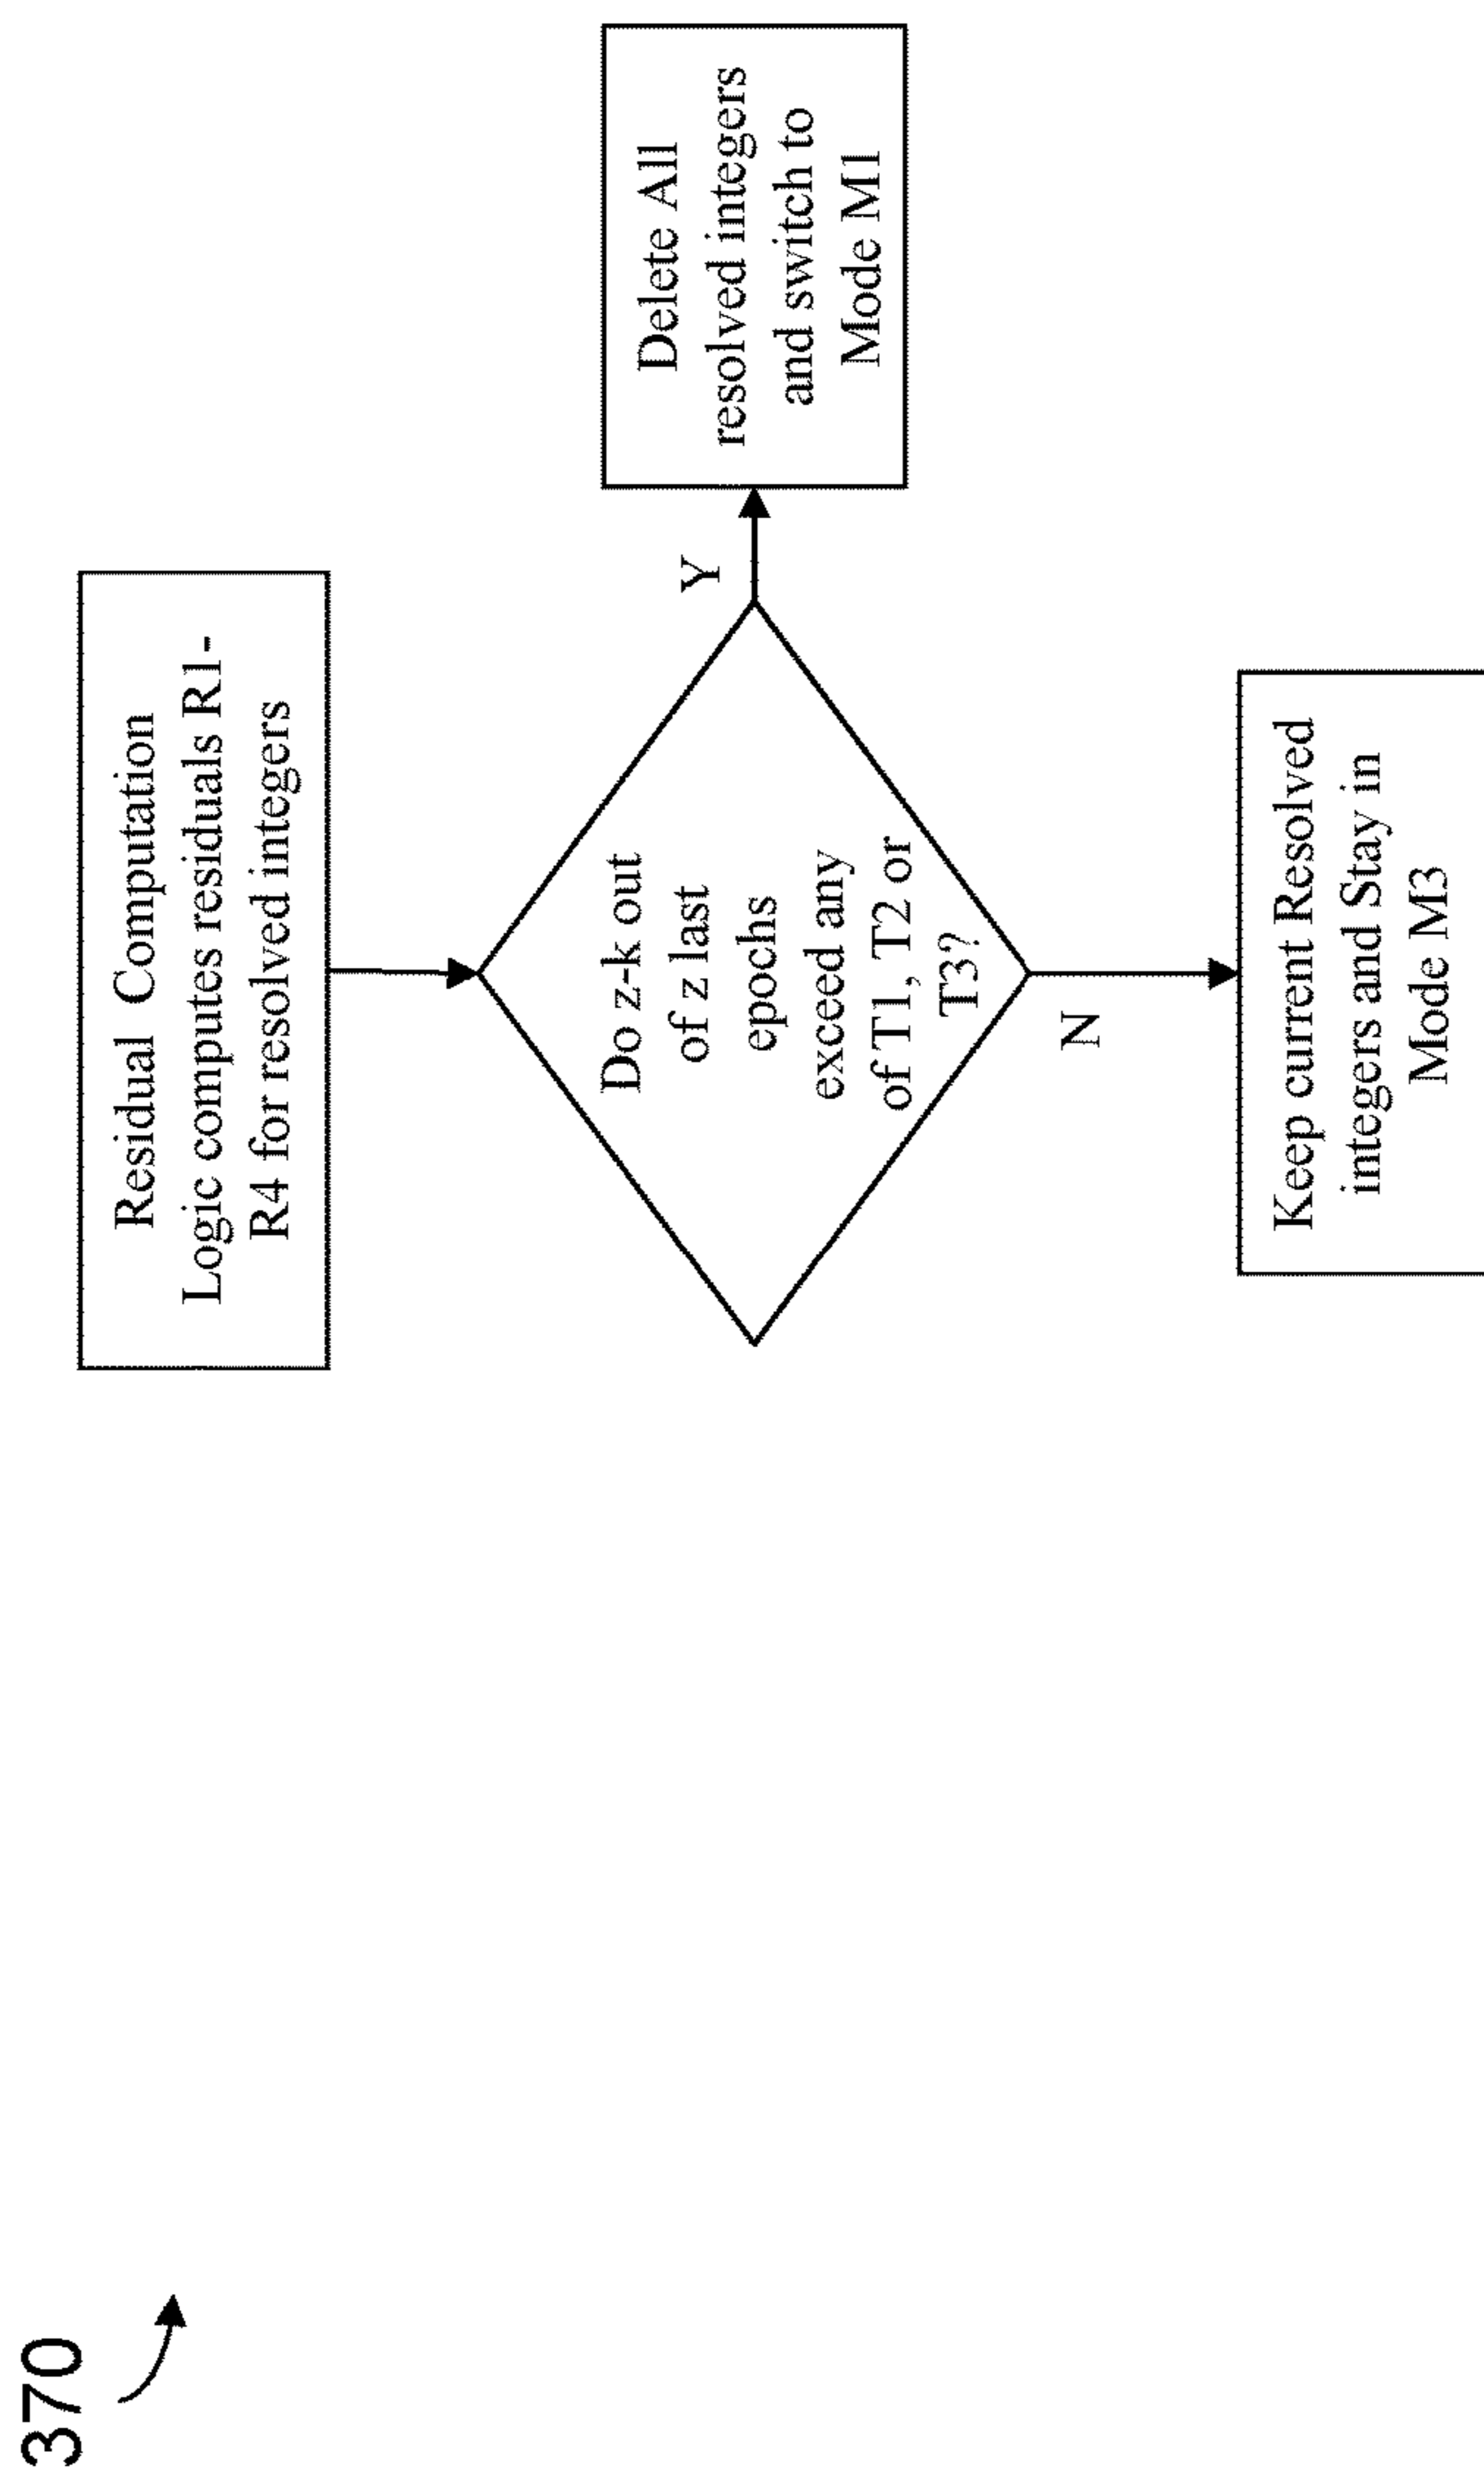 370
Residual Computation
Logic computes residuals R1-
R4 for resolved integers
Do z-k out
of z last
epochs
exceed any
of T1, T2 or
T3?
Y
Delete All
resolved integers
and switch to
Mode M1
N
Keep current Resolved
integers and Stay in
Mode M3